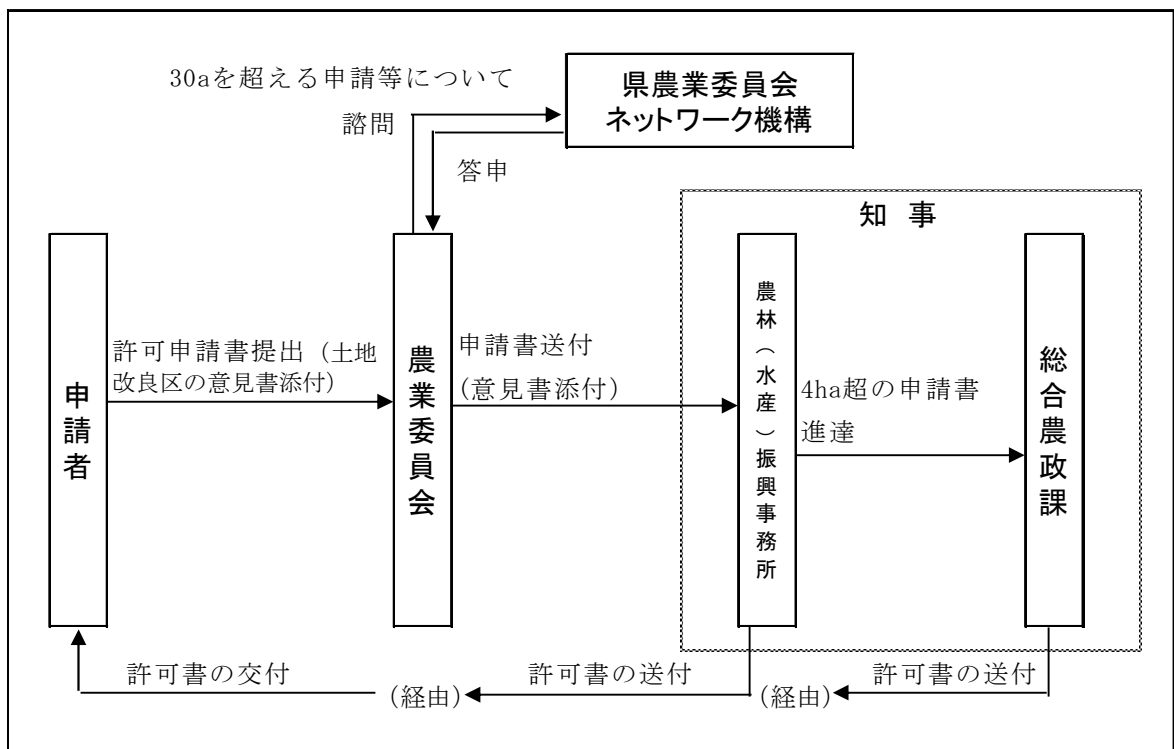 30aを超える申請等について
諮問
県農業委員会
ネットワーク機構
答申
知 事
申請者
許可申請書提出（土地
改良区の意見書添付）
農業委員会
申請書送付
(意見書添付）
農林（水産）振興事務所
4ha超の申請書
進達
総合農政課
許可書の交付
(経由)
許可書の送付
(経由)
許可書の送付